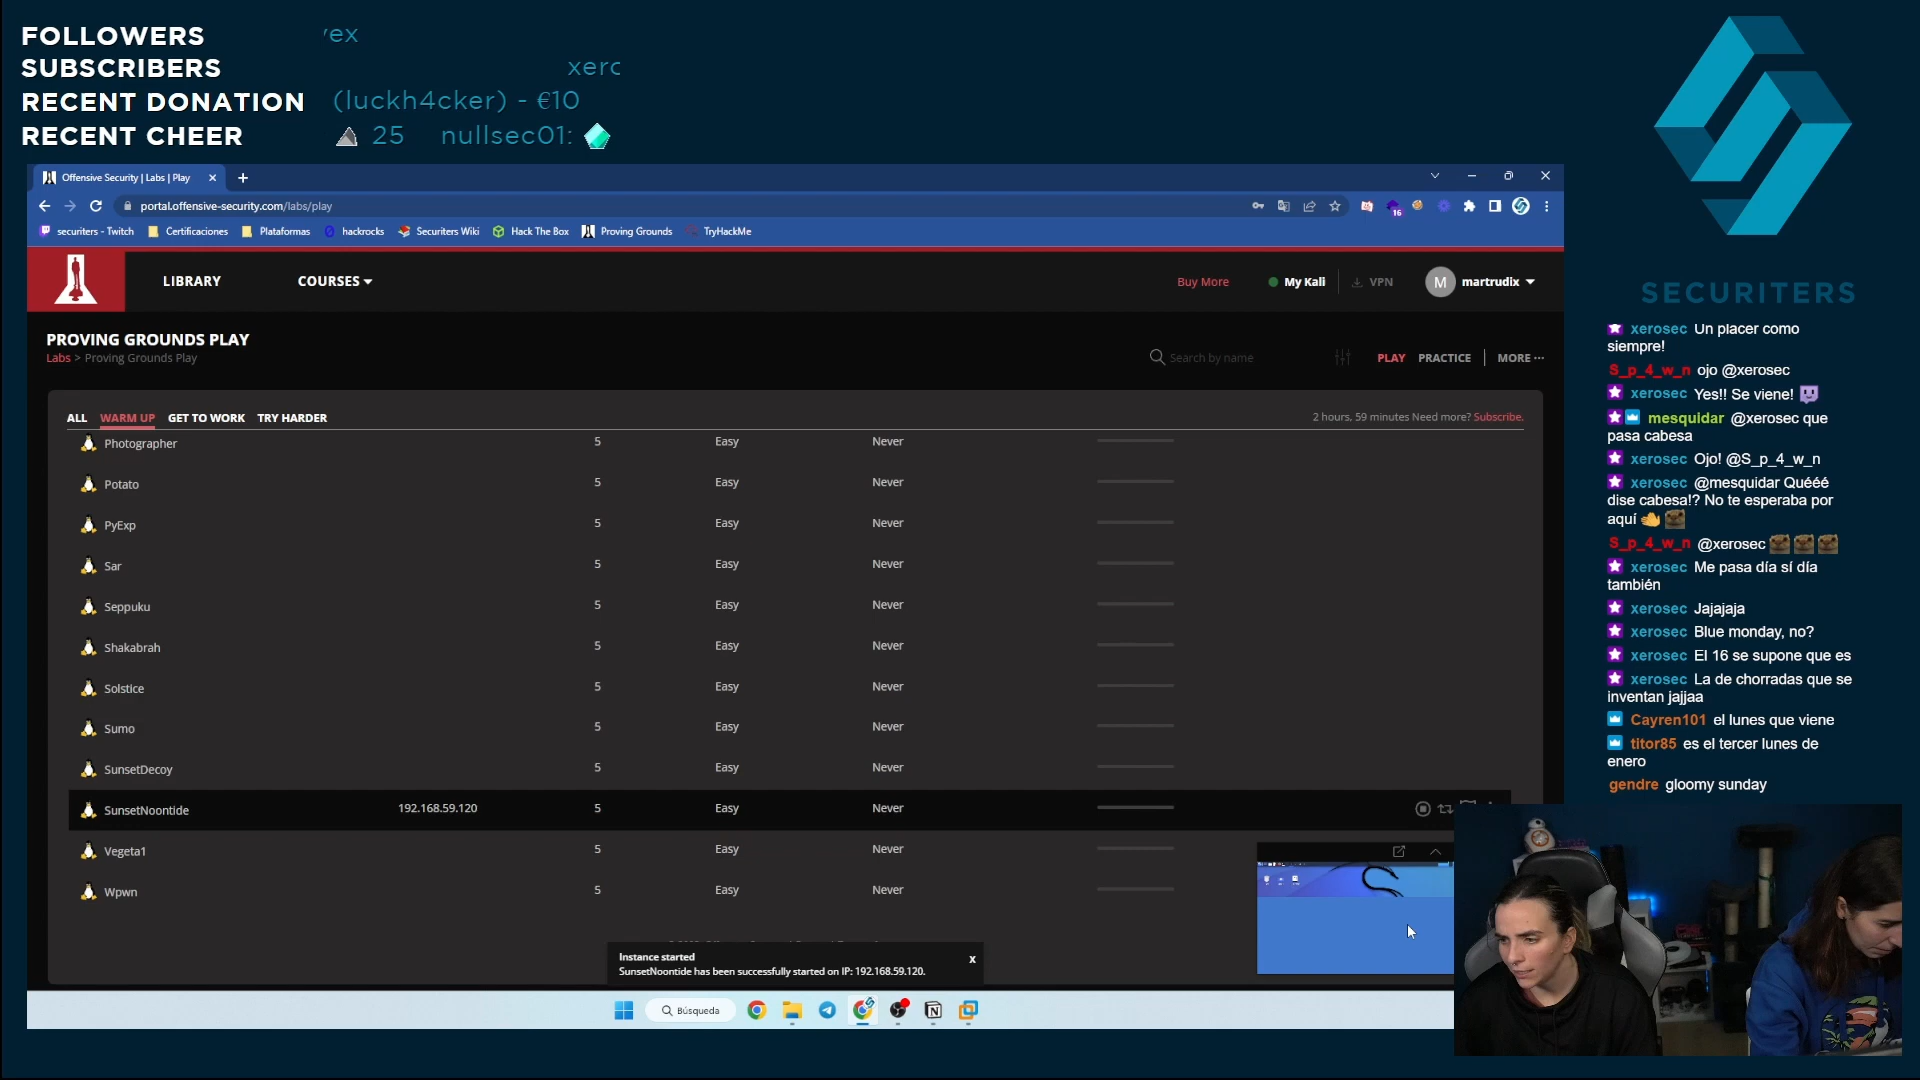 FOLLOWERS
vex
SUBSCRIBERS
xerc
RECENT DONATION (luckh4cker) - €10
RECENT CHEER 25 nullsec01:
SECURITERS
Offensive Security | Labs | Play
portal.offensive-security.com/labs/play
16
securiters - Twitch Certificaciones Plataformas hackrocks Securiters Wiki Hack The Box Proving Grounds TryHackMe
LIBRARY COURSES Buy More My Kali VPN M martrudix
PROVING GROUNDS PLAY
Labs > Proving Grounds Play
Search by name PLAY PRACTICE MORE
ALL WARM UP GET TO WORK TRY HARDER 2 hours, 59 minutes Need more? Subscribe.
Photographer 5 Easy Never
Potato 5 Easy Never
PyExp 5 Easy Never
Sar 5 Easy Never
Seppuku 5 Easy Never
Shakabrah 5 Easy Never
Solstice 5 Easy Never
Sumo 5 Easy Never
SunsetDecoy 5 Easy Never
SunsetNoontide 192.168.59.120 5 Easy Never
Vegeta1 5 Easy Never
Wpwn 5 Easy Never
Instance started
SunsetNoontide has been successfully started on IP: 192.168.59.120.
x
Búsqueda
xerosec Un placer como
siempre!
S_p_4_w_n ojo @xerosec
xerosec Yes!! Se viene!
mesquidar @xerosec que
pasa cabesa
xerosec Ojo! @S_p_4_w_n
xerosec @mesquidar Quééé
dise cabesa!? No te esperaba por
aquí
S_p_4_w_n @xerosec
xerosec Me pasa día sí día
también
xerosec Jajajaja
xerosec Blue monday, no?
xerosec El 16 se supone que es
xerosec La de chorradas que se
inventan jajjaa
Cayren101 el lunes que viene
titor85 es el tercer lunes de
enero
gendre gloomy sunday